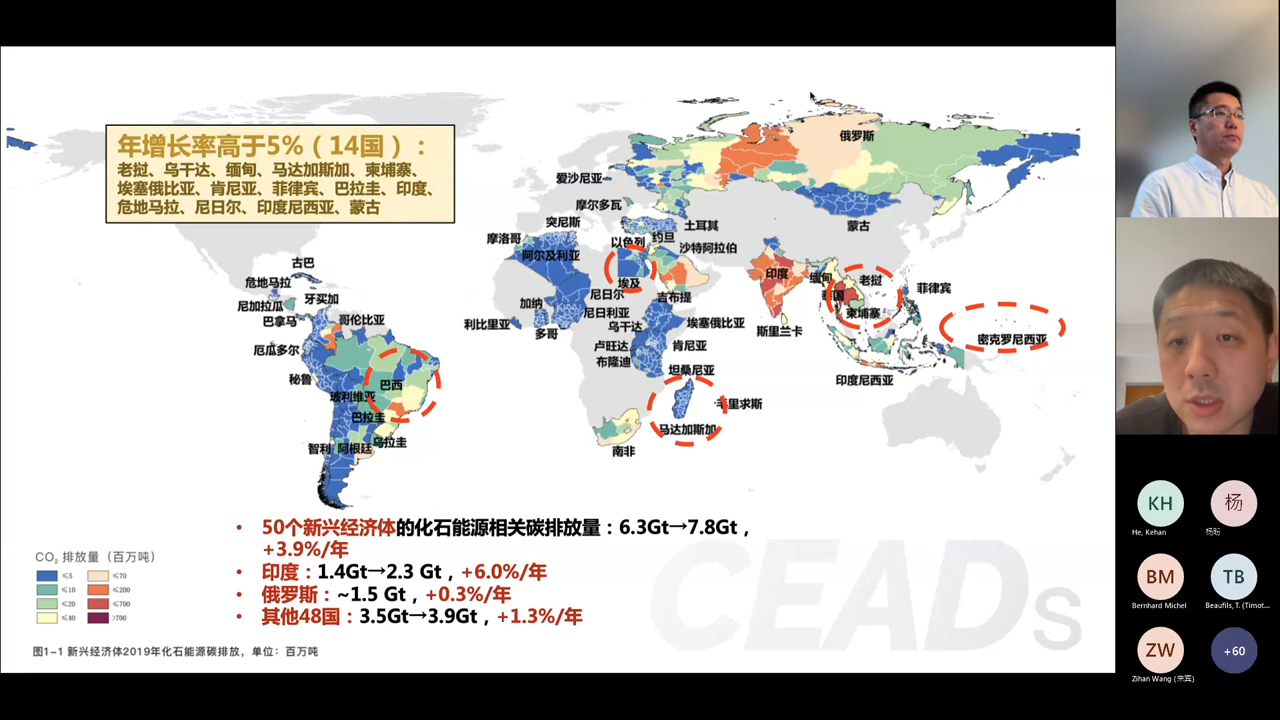 年增长率高于5%（14国）：
老挝、乌干达、缅甸、马达加斯加、柬埔寨、
埃塞俄比亚、肯尼亚、菲律宾、巴拉圭、印度、
危地马拉、尼日尔、印度尼西亚、蒙古
俄罗斯
爱沙尼亚
摩尔多瓦
突尼斯
土耳其
蒙古
摩洛哥
以色列
约旦
沙特阿拉伯
阿尔及利亚
古巴
危地马拉
埃及
印度
缅甸
老挝
泰国
菲律宾
尼加拉瓜
牙买加
加纳
尼日尔
吉布提
柬埔寨
巴拿马
哥伦比亚
利比里亚
多哥
尼日利亚
乌干达
埃塞俄比亚
斯里兰卡
密克罗尼西亚
厄瓜多尔
卢旺达
肯尼亚
布隆迪
坦桑尼亚
印度尼西亚
秘鲁
巴西
玻利维亚
毛里求斯
巴拉圭
马达加斯加
智利
阿根廷
乌拉圭
南非
• 50个新兴经济体的化石能源相关碳排放量：6.3Gt→7.8Gt，
+3.9%/年
• 印度：1.4Gt→2.3 Gt，+6.0%/年
• 俄罗斯：~1.5 Gt，+0.3%/年
• 其他48国：3.5Gt→3.9Gt，+1.3%/年
CO₂ 排放量（百万吨）
≤5 ≤70
≤10 ≤200
≤20 ≤700
≤40 >700
CEADs
图1-1 新兴经济体2019年化石能源碳排放，单位：百万吨
KH
He, Kehan
杨
BM
Bernhard Michel
TB
Beaufils, T. (Timot...
ZW
Zihan Wang (来宾)
+60